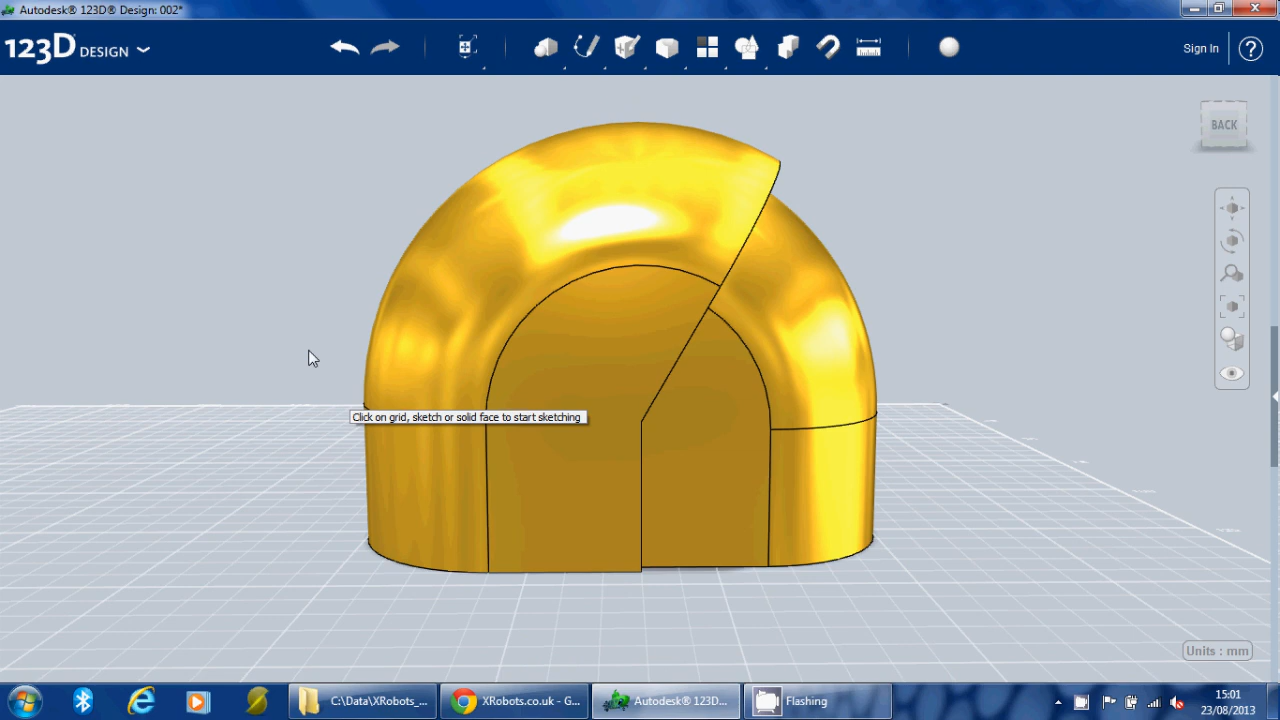 Autodesk® 123D® Design: 002*
123D DESIGN
Sign In
?
BACK
Click on grid, sketch or solid face to start sketching
Units : mm
C:\Data\XRobots_...
XRobots.co.uk - G...
Autodesk® 123D...
Flashing
15:01
23/08/2013